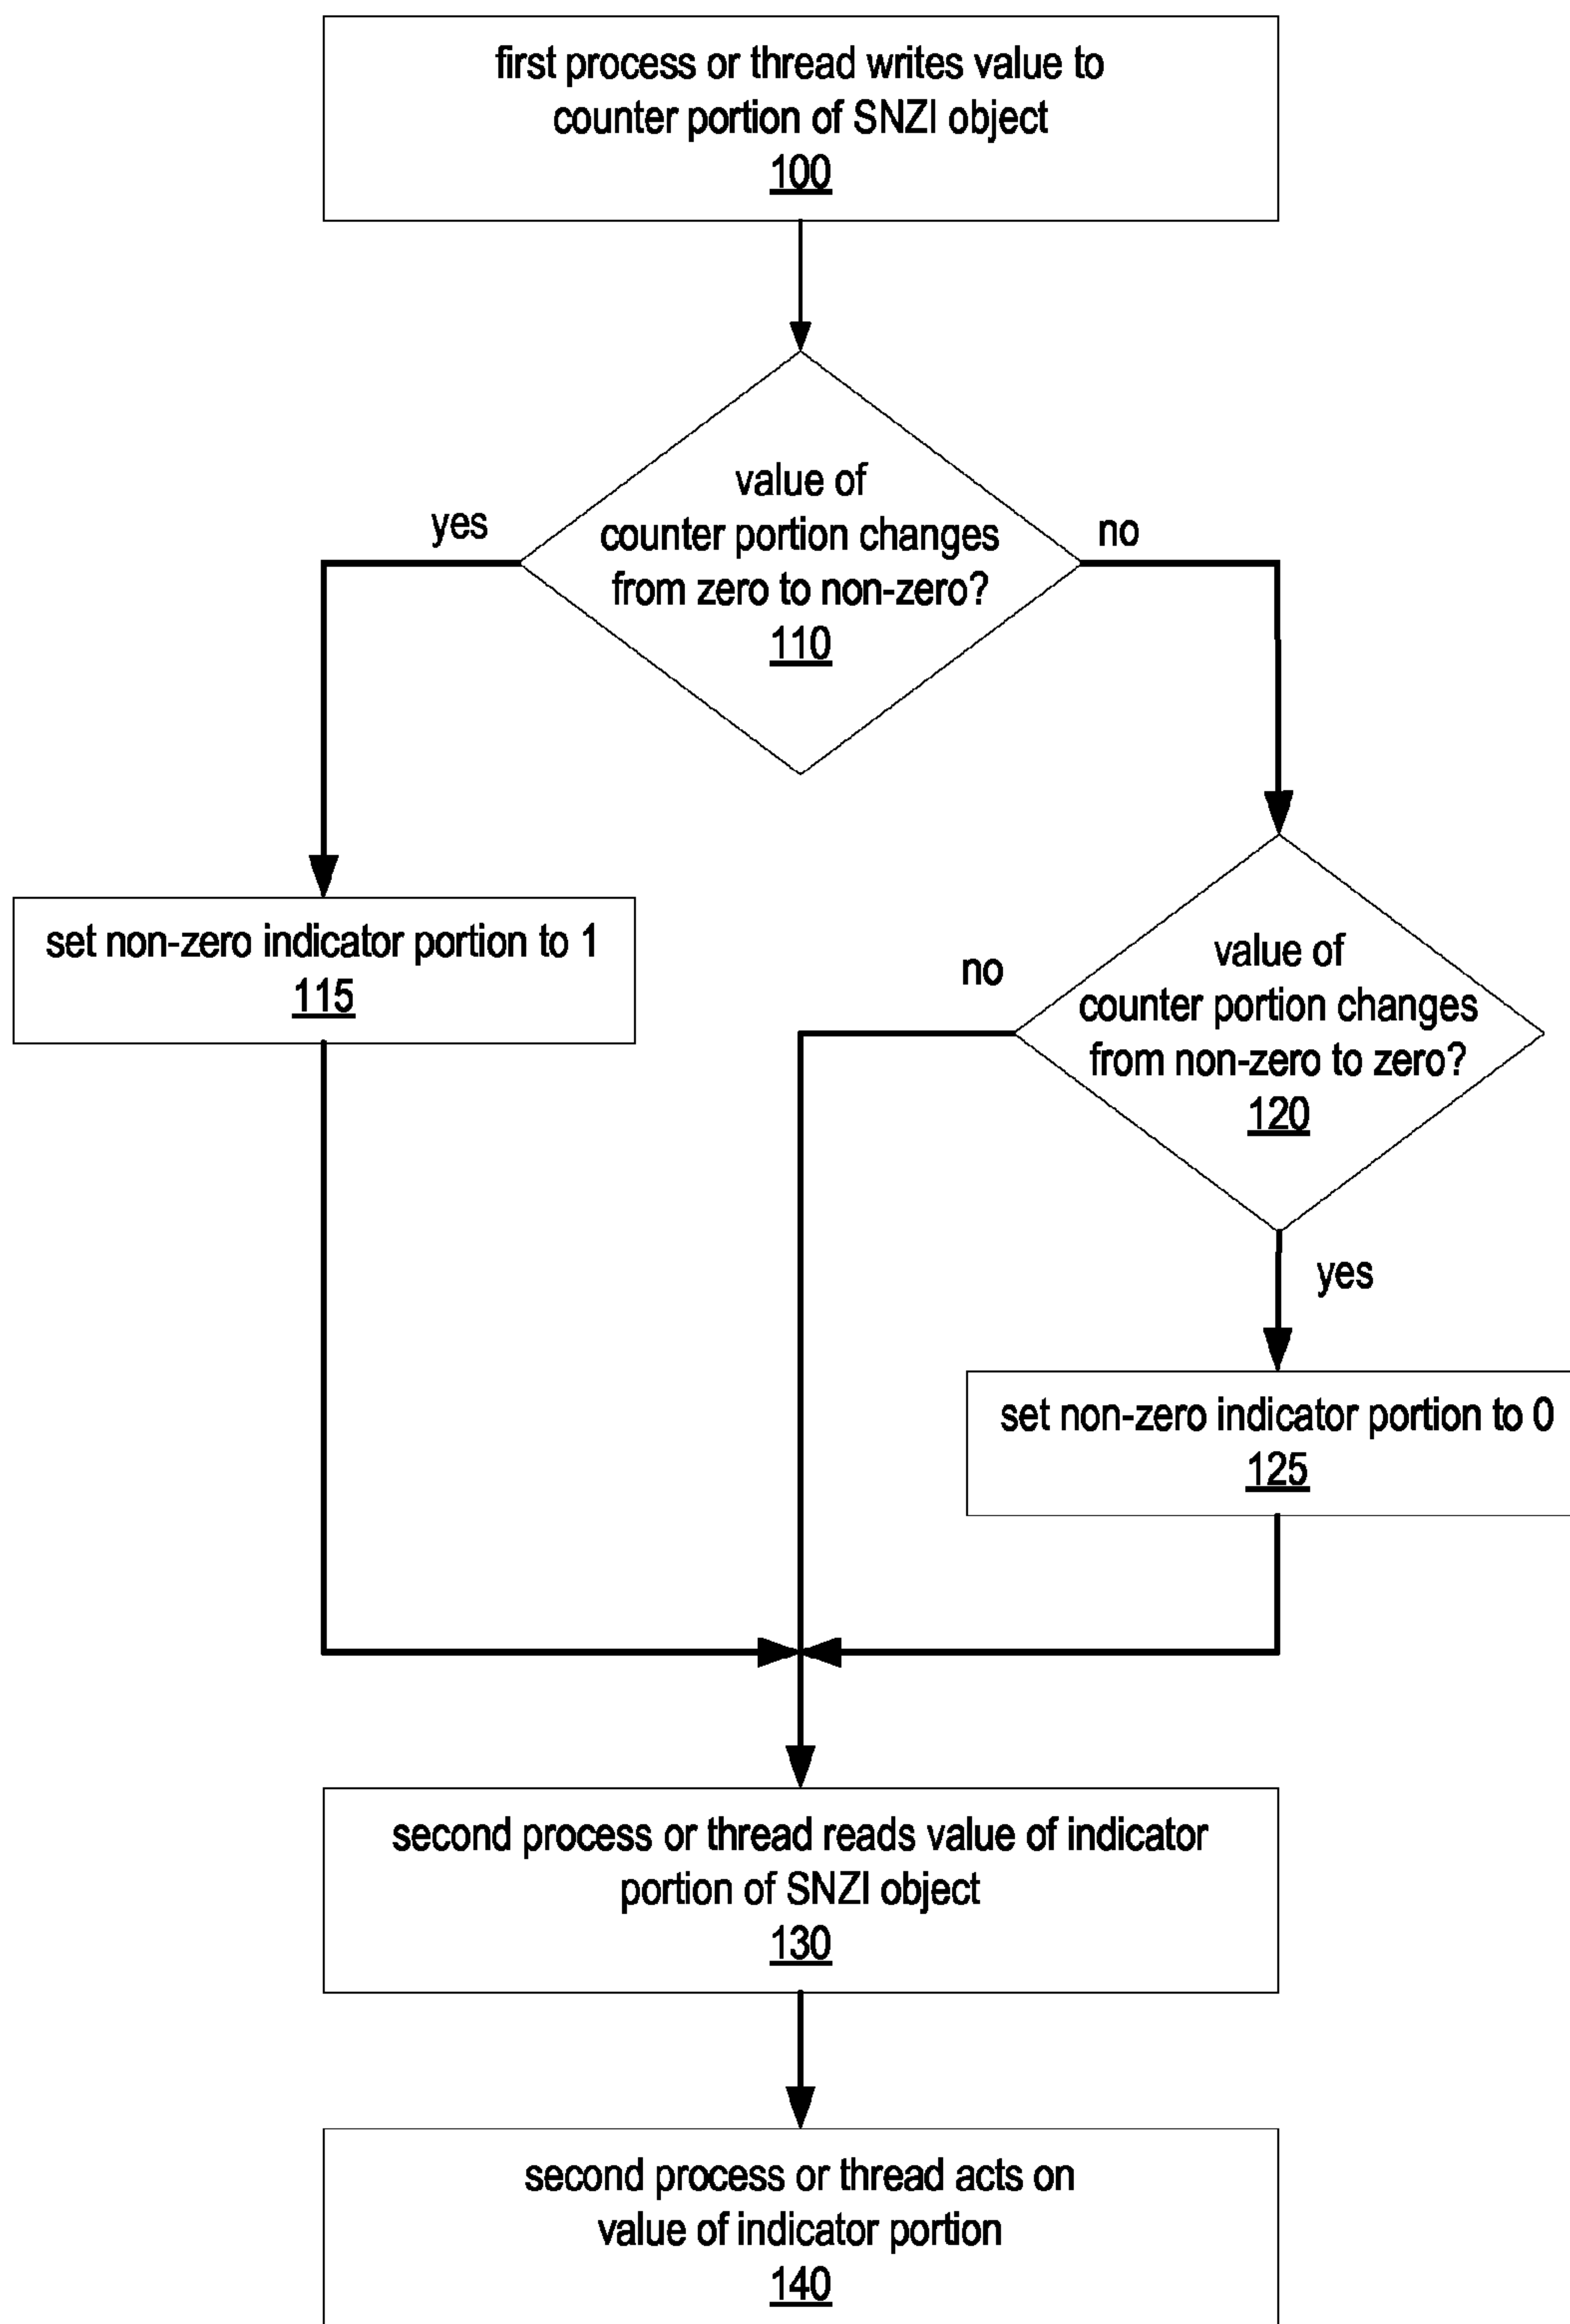 first process or thread writes value to
counter portion of SNZI object
100
value of
counter portion changes
from zero to non-zero?
110
yes
no
set non-zero indicator portion to 1
115
value of
counter portion changes
from non-zero to zero?
120
no
yes
set non-zero indicator portion to 0
125
second process or thread reads value of indicator
portion of SNZI object
130
second process or thread acts on
value of indicator portion
140